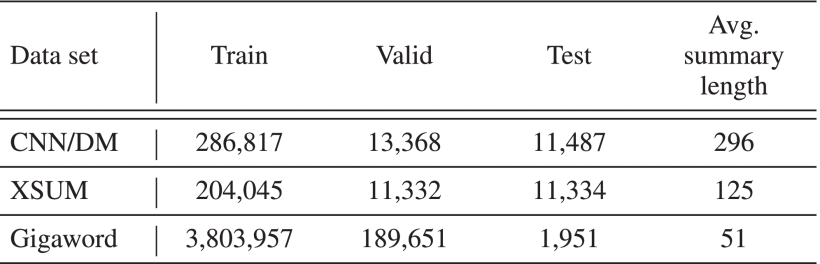 Data set Train Valid Test Avg. summary length
CNN/DM 286,817 13,368 11,487 296
XSUM 204,045 11,332 11,334 125
Gigaword 3,803,957 189,651 1,951 51